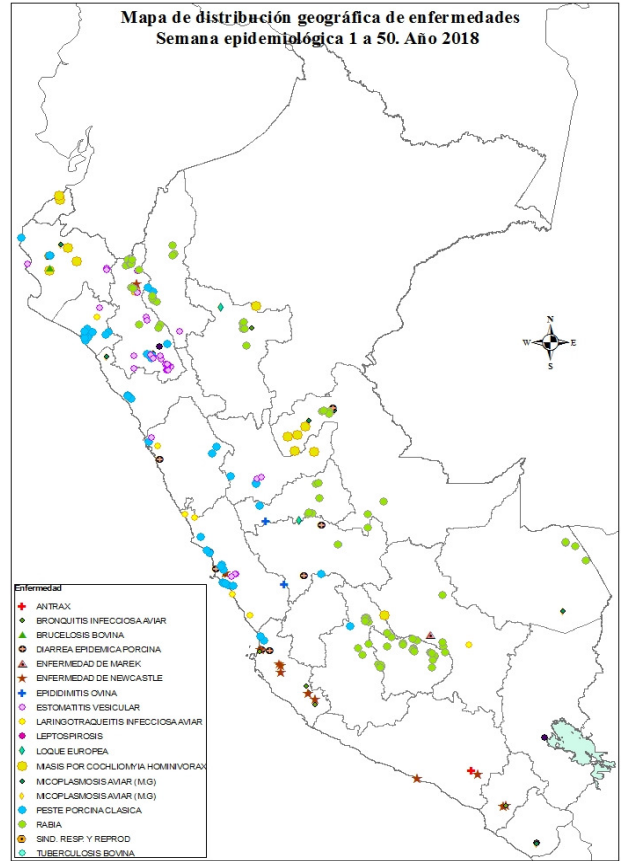 Mapa de distribución geográfica de enfermedades
Semana epidemiológica 1 a 50. Año 2018
N
W E
S
Enfermedad
ANTRAX
BRONQUITIS INFECCIOSA AVIAR
BRUCELOSIS BOVINA
DIARREA EPIDEMICA PORCINA
ENFERMEDAD DE MAREK
ENFERMEDAD DE NEWCASTLE
EPIDIDIMITIS OVINA
ESTOMATITIS VESICULAR
LARINGOTRAQUEITIS INFECCIOSA AVIAR
LEPTOSPIROSIS
LOQUE EUROPEA
MIASIS POR COCHLIOMYIA HOMINIVORAX
MICOPLASMOSIS AVIAR (M.G)
MICOPLASMOSIS AVIAR (M.G)
PESTE PORCINA CLASICA
RABIA
SIND. RESP. Y REPROD
TUBERCULOSIS BOVINA